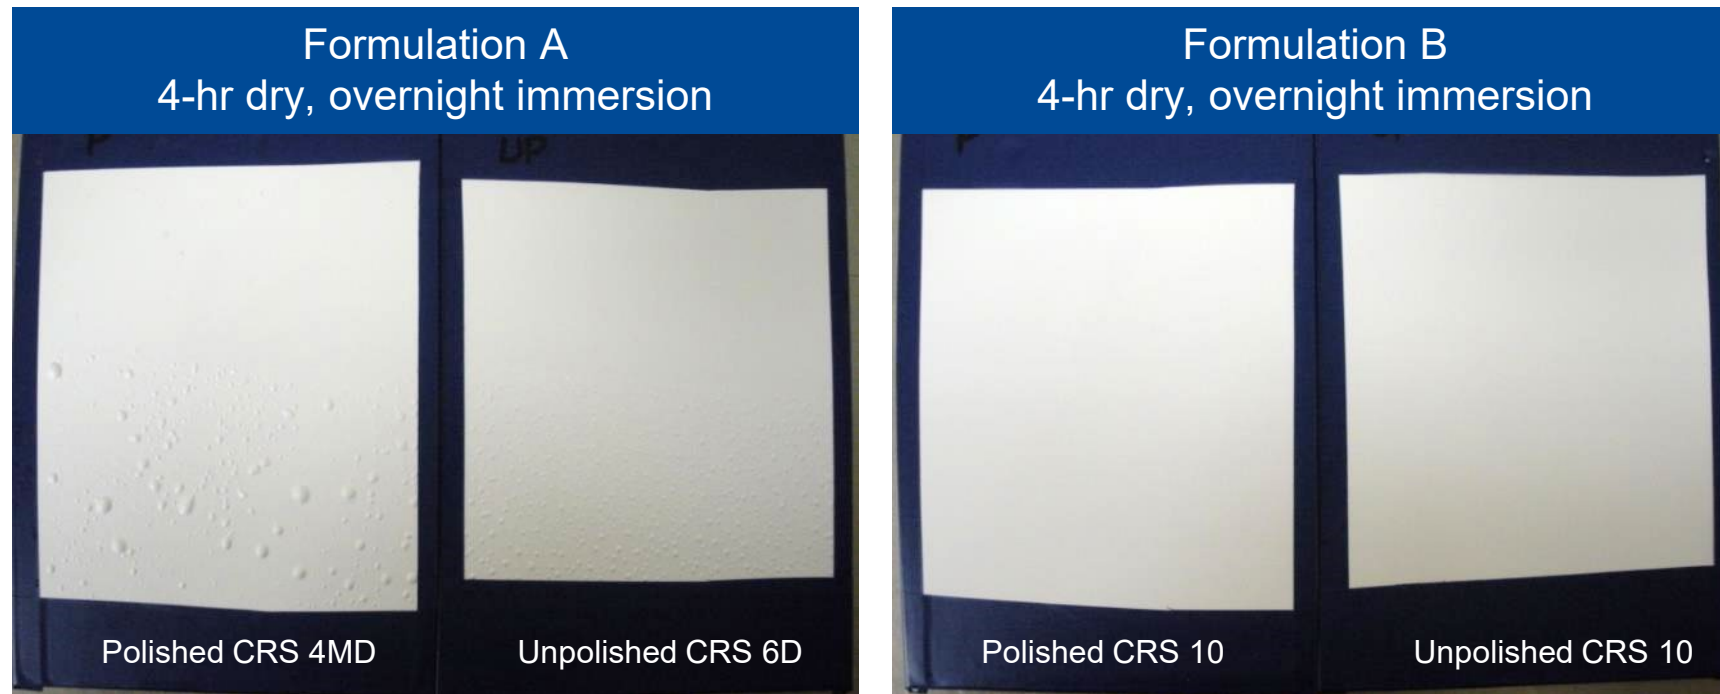 Formulation A
4-hr dry, overnight immersion
UP
Polished CRS 4MD
Unpolished CRS 6D
Formulation B
4-hr dry, overnight immersion
Polished CRS 10
Unpolished CRS 10